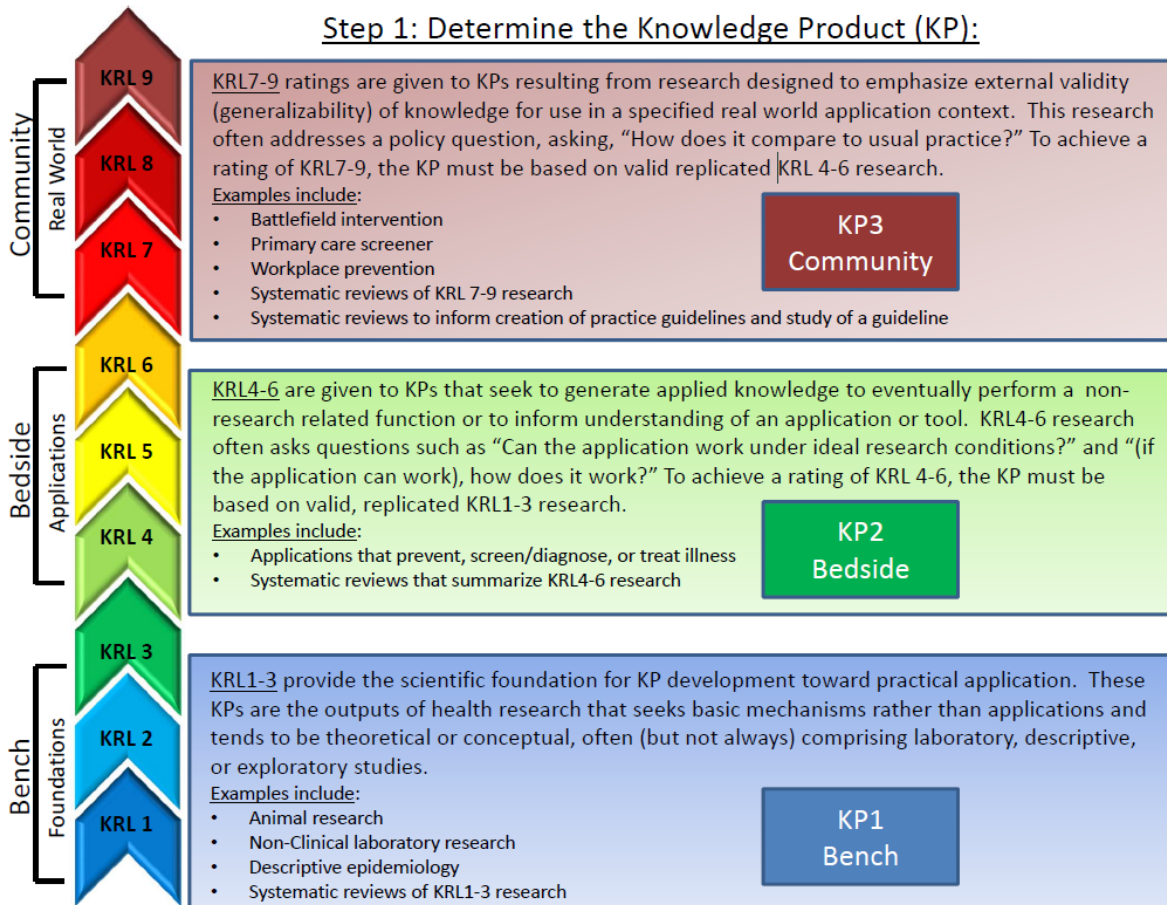 Step 1: Determine the Knowledge Product (KP):
KRL 9
KRL 8
KRL 7
KRL 6
KRL 5
KRL 4
KRL 3
KRL 2
KRL 1
Community
Real World
Bedside
Applications
Bench
Foundations
KRL7-9 ratings are given to KPs resulting from research designed to emphasize external validity
(generalizability) of knowledge for use in a specified real world application context.  This research
often addresses a policy question, asking, “How does it compare to usual practice?” To achieve a
rating of KRL7-9, the KP must be based on valid replicated KRL 4-6 research.
Examples include:
• Battlefield intervention
• Primary care screener
• Workplace prevention
• Systematic reviews of KRL 7-9 research
• Systematic reviews to inform creation of practice guidelines and study of a guideline
KP3
Community
KRL4-6 are given to KPs that seek to generate applied knowledge to eventually perform a  non-
research related function or to inform understanding of an application or tool.  KRL4-6 research
often asks questions such as “Can the application work under ideal research conditions?” and “(if
the application can work), how does it work?” To achieve a rating of KRL 4-6, the KP must be
based on valid, replicated KRL1-3 research.
Examples include:
• Applications that prevent, screen/diagnose, or treat illness
• Systematic reviews that summarize KRL4-6 research
KP2
Bedside
KRL1-3 provide the scientific foundation for KP development toward practical application.  These
KPs are the outputs of health research that seeks basic mechanisms rather than applications and
tends to be theoretical or conceptual, often (but not always) comprising laboratory, descriptive,
or exploratory studies.
Examples include:
• Animal research
• Non-Clinical laboratory research
• Descriptive epidemiology
• Systematic reviews of KRL1-3 research
KP1
Bench